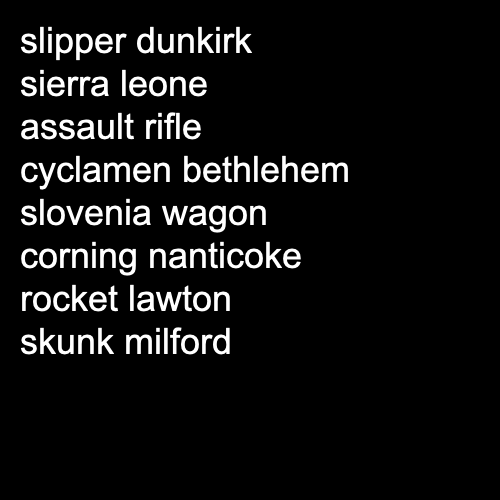 slipper dunkirk
sierra leone
assault rifle
cyclamen bethlehem
slovenia wagon
corning nanticoke
rocket lawton
skunk milford